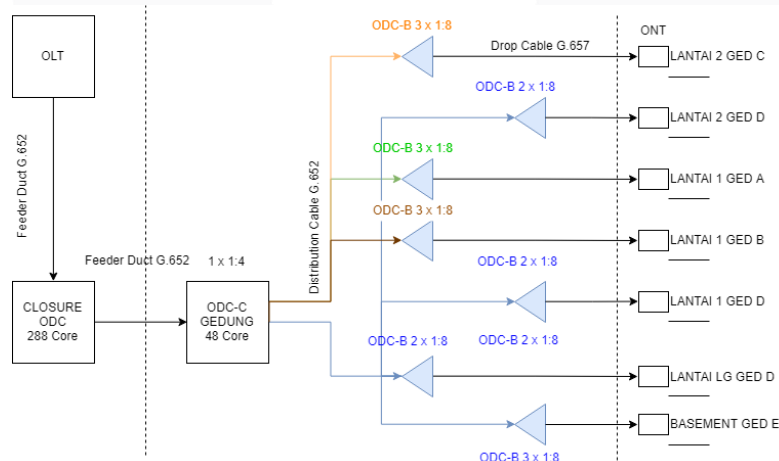 ODC-B 3 x 1:8
ONT
OLT
Drop Cable G.657
LANTAI 2 GED C
ODC-B 2 x 1:8
LANTAI 2 GED D
Feeder Duct G.652
ODC-B 3 x 1:8
LANTAI 1 GED A
Distribution Cable G.652
ODC-B 3 x 1:8
LANTAI 1 GED B
Feeder Duct G.652
1 x 1:4
ODC-B 2 x 1:8
CLOSURE
ODC
288 Core
ODC-C
GEDUNG
48 Core
LANTAI 1 GED D
ODC-B 2 x 1:8
ODC-B 2 x 1:8
LANTAI LG GED D
BASEMENT GED E
ODC-B 3 x 1:8